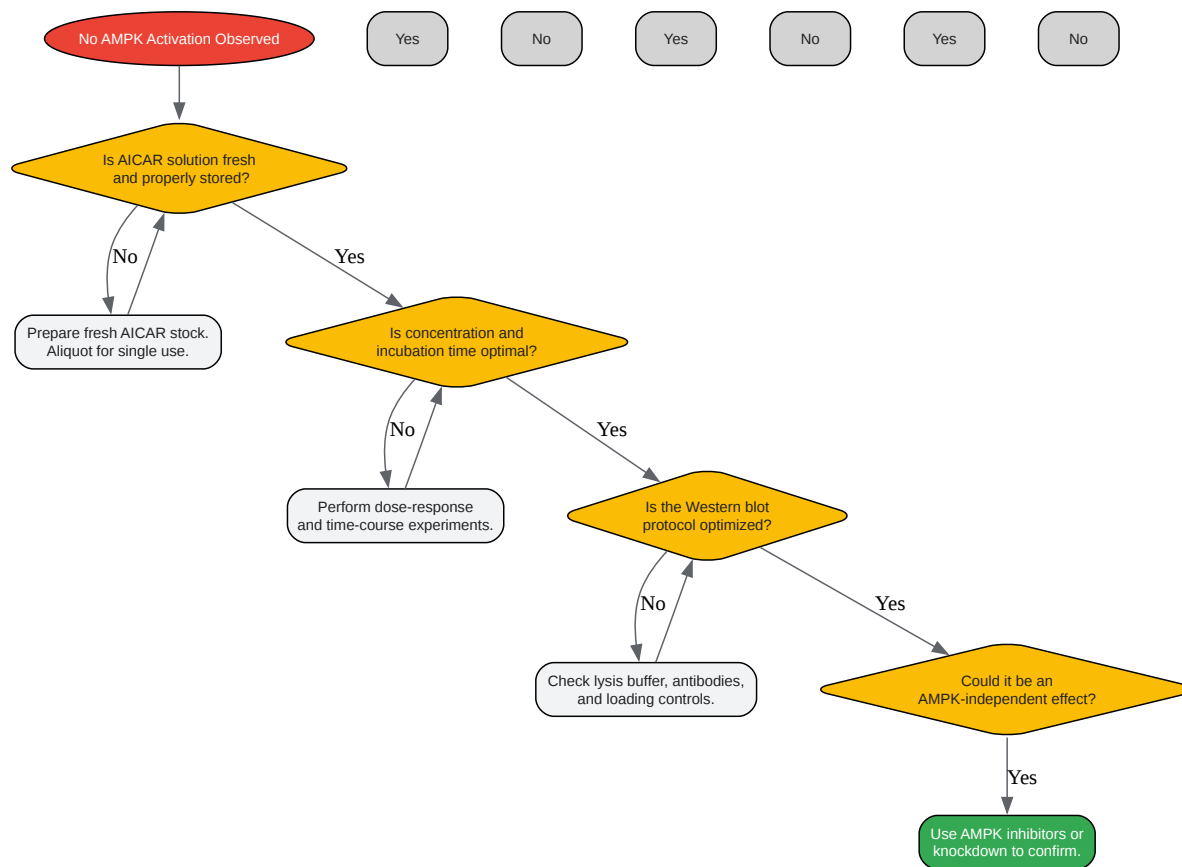 No AMPK Activation Observed
Yes
No
Yes
No
Yes
No
Is AICAR solution fresh
and properly stored?
No
Yes
Prepare fresh AICAR stock.
Aliquot for single use.
Is concentration and
incubation time optimal?
No
Yes
Perform dose-response
and time-course experiments.
Is the Western blot
protocol optimized?
No
Yes
Check lysis buffer, antibodies,
and loading controls.
Could it be an
AMPK-independent effect?
Yes
Use AMPK inhibitors or
knockdown to confirm.